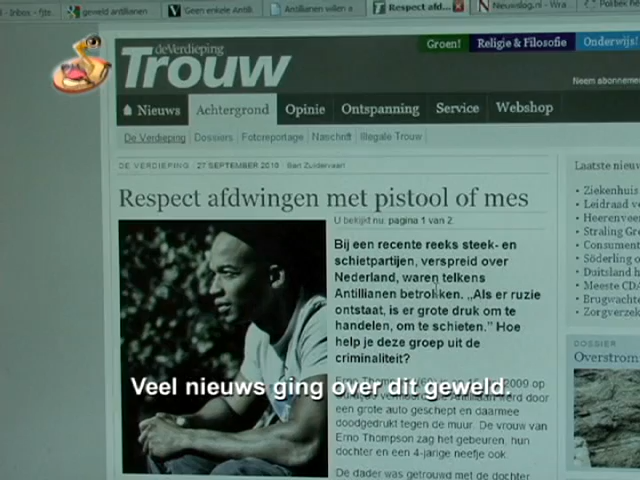 Inbox - fjte
geweld antillianen
Geen enkele Antilli
Antillianen willen a
Respect afd...
Nieuwslog.nl - Wra...
Politiek be
Groen!
Religie & Filosofie
Onderwijs!
deVerdieping
Trouw
Neem abonneme
Nieuws
Achtergrond
Opinie
Ontspanning
Service
Webshop
De Verdieping
Dossiers
Fotoreportage
Naschrift
Illegale Trouw
DE VERDIEPING - 27 SEPTEMBER 2010
Respect afdwingen met pistool of mes
U bekijkt nu: pagina 1 van 2.
Bij een recente reeks steek- en
schietpartijen, verspreid over
Nederland, waren telkens
Antillianen betrokken. „Als er ruzie
ontstaat, is er grote druk om te
handelen, om te schieten.” Hoe
help je deze groep uit de
criminaliteit?
Veel nieuws ging over dit geweld.
2009 op
een grote auto geschept en daarmee
doodgedrukt tegen de muur. De vrouw van
Erno Thompson zag het gebeuren, hun
dochter en een 4-jarige neefje ook.
De dader was getrouwd met de dochter
Laatste nieuw
Ziekenhuis
Leidraad v
Heerenvee
Straling Gr
Consument
Söderling o
Duitsland h
Meeste CDA
Brugwachte
Zorgverzek
DOSSIER
Overstrom